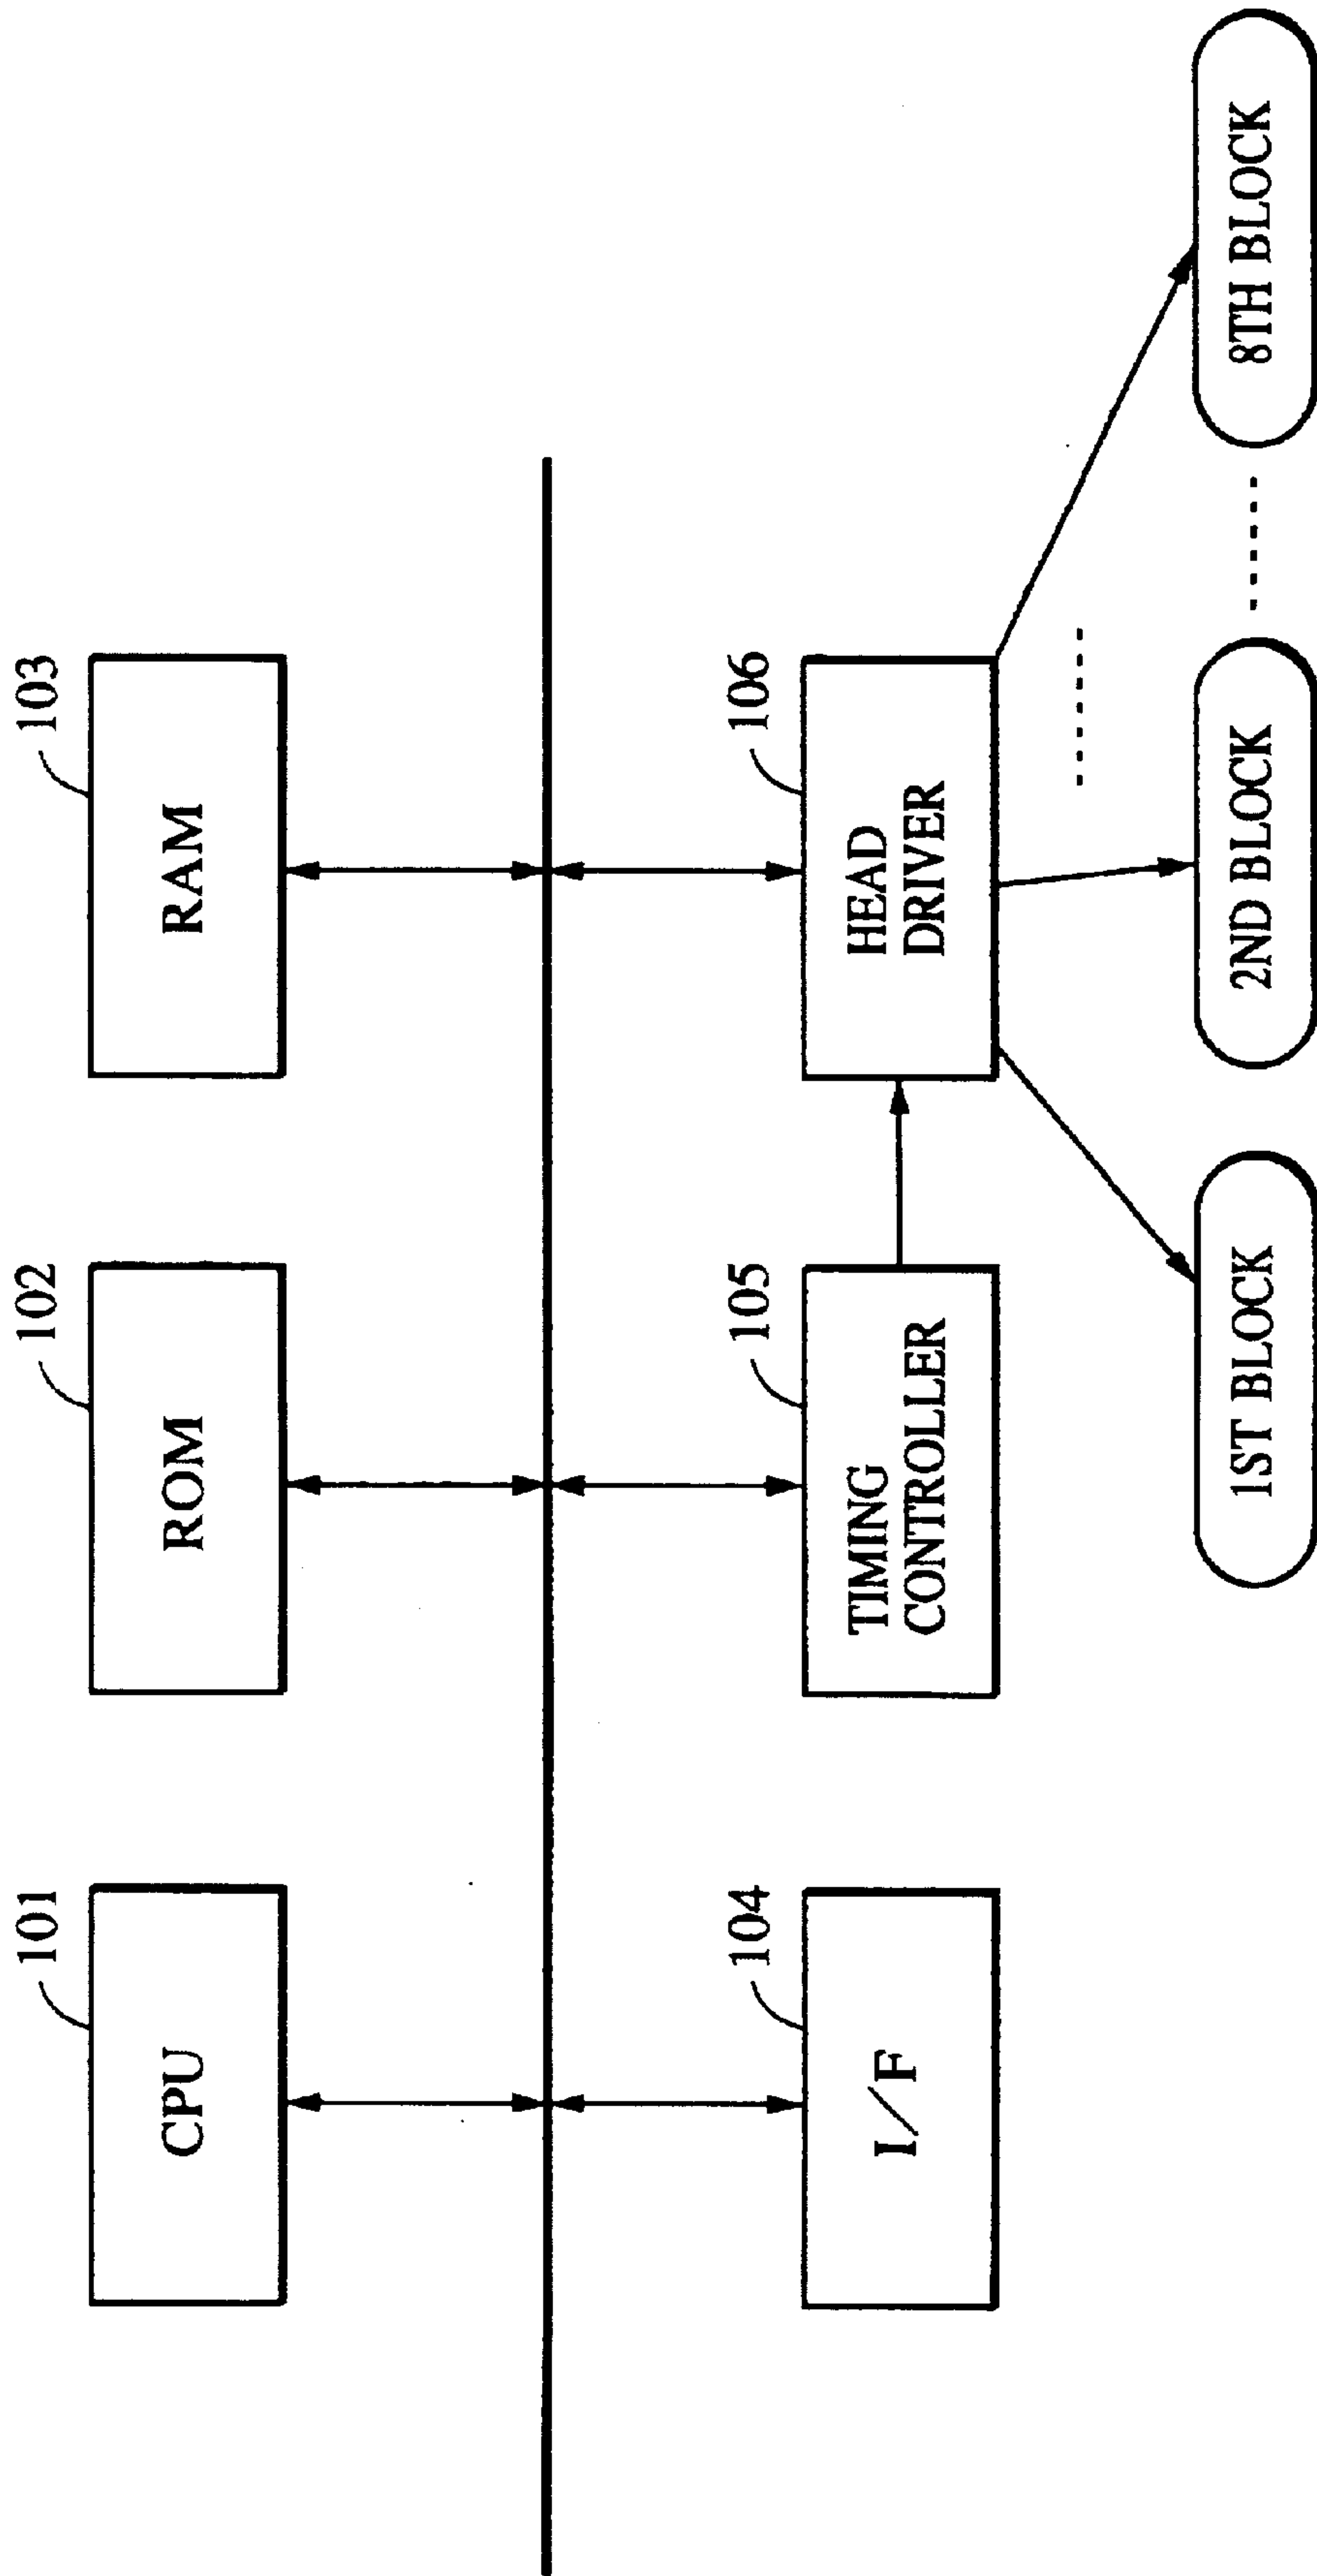 101
CPU
102
ROM
103
RAM
104
I/F
105
TIMING
CONTROLLER
106
HEAD
DRIVER
1ST BLOCK
2ND BLOCK
8TH BLOCK